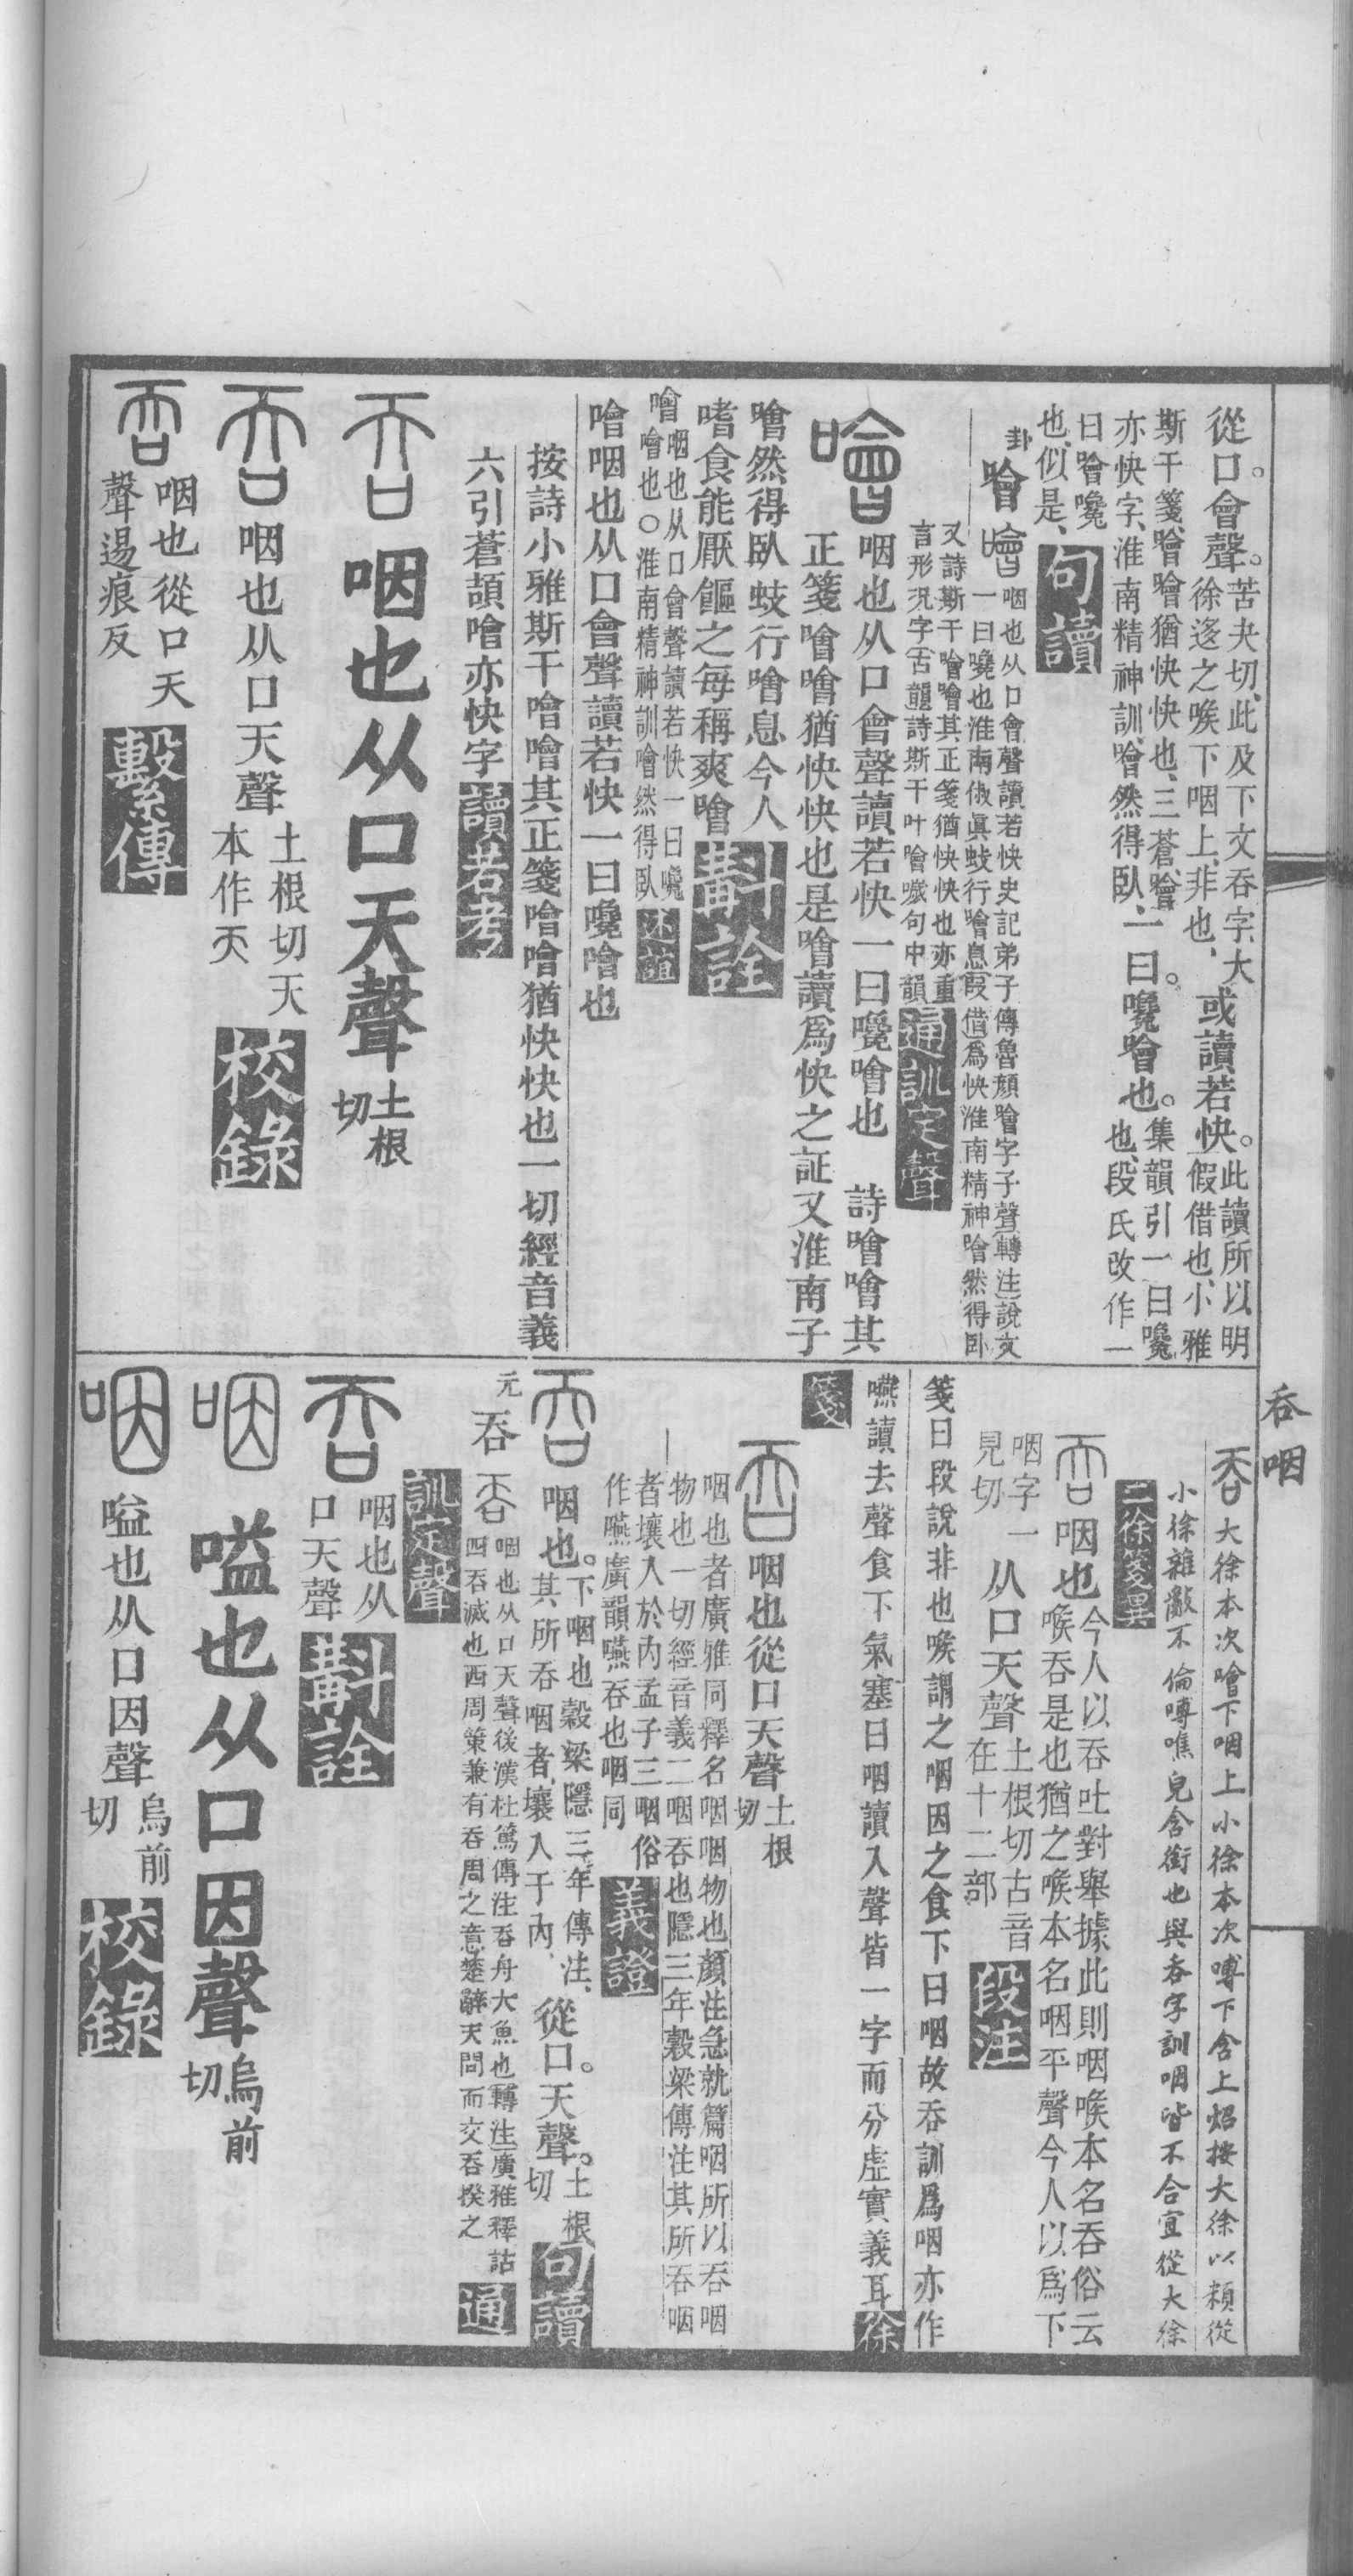 從口。會聲。苦夬切、此及下文吞字、大徐迻之喉下咽上、非也、或讀若快。此讀所以明假借也、小雅
斯干箋、噲噲猶快快也、三蒼、噲亦快字、淮南精神訓、噲然得臥、一曰。嚵噲也。集韻引一曰嚵也、段氏改作一
曰噲嚵也、似是、句讀
卦 噲 咽也从口會聲讀若快史記弟子傳魯顏噲字子聲轉注說文一曰嚵也淮南俶眞蚑行噲息叚借爲快淮南精神噲然得臥
又詩斯干噲噲其正箋猶快快也亦重言形況字古韻詩斯干叶噲噦句中韻通訓定聲
咽也从口會聲讀若快一曰嚵噲也 詩噲噲其
正箋噲噲猶快快也是噲讀爲快之証又淮南子
噲然得臥蚑行噲息今人
嗜食能厭饇之每稱爽噲斠詮
噲咽也从口會聲讀若快一曰嚵噲也○淮南精神訓噲然得臥
噲咽也从口會聲讀若快一曰嚵噲也
按詩小雅斯干噲噲其正箋噲噲猶快快也一切經音義
六引蒼頡噲亦快字讀若考
吞 咽也从口天聲土根切
吞 咽也从口天聲土根切天本作兲校錄
吞 咽也從口天聲遏痕反繫傳
吞咽
吞大徐本次噲下咽上小徐本次嗼下含上炤按大徐以類從
小徐雜厠不倫嗼噍皃含銜也與吞字訓咽皆不合宜從大徐
二徐箋異
吞 咽也今人以吞吐對舉據此則咽喉本名吞俗云喉吞是也猶之喉本名咽平聲今人以爲下
咽字一見切从口天聲土根切古音在十二部段注
箋曰段說非也喉謂之咽因之食下曰咽故吞訓爲咽亦作
嚥讀去聲食下氣塞曰咽讀入聲皆一字而分虛實義耳徐
箋
吞 咽也從口天聲土根切
咽也者廣雅同釋名咽咽物也顏注急就篇咽所以吞咽
物也一切經音義二咽吞也隱三年穀梁傳注其所吞咽
者壤入於內孟子三咽俗
作嚥廣韻嚥吞也咽同義證
吞 咽也。下咽也穀梁隱三年傳注、其所吞咽者、壤入于內、從口。天聲。土根切句讀
元 吞 咽也从口天聲後漢杜篤傳注吞舟大魚也轉注廣雅釋詁四吞滅也西周策兼有吞周之意楚辭天問而交吞揆之通
訓定聲
吞 咽也从口天聲斠詮
咽 嗌也从口因聲烏前切
咽 嗌也从口因聲烏前切校錄